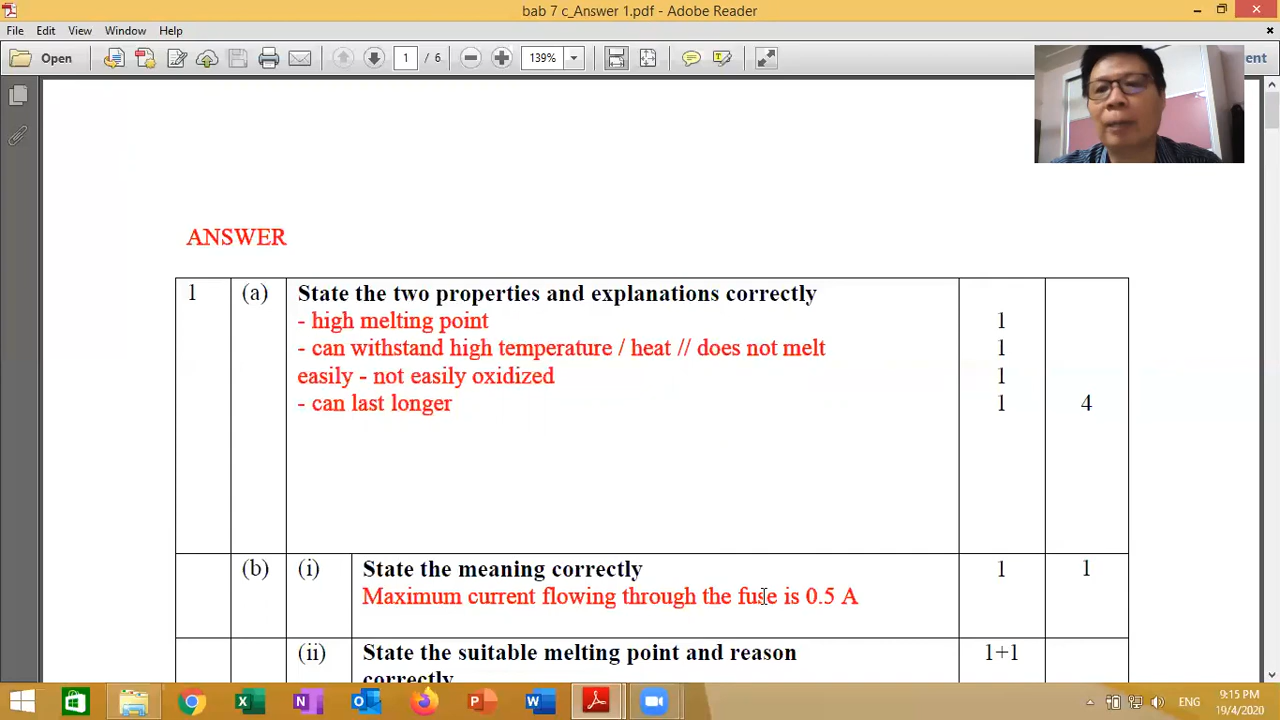 bab 7 c_Answer 1.pdf - Adobe Reader
File Edit View Window Help
Open 1 / 6 139%
ANSWER
1 (a) State the two properties and explanations correctly
- high melting point 1
- can withstand high temperature / heat // does not melt 1
easily - not easily oxidized 1
- can last longer 1 4
(b) (i) State the meaning correctly 1 1
Maximum current flowing through the fuse is 0.5 A
(ii) State the suitable melting point and reason 1+1
correctly
ENG 9:15 PM
19/4/2020